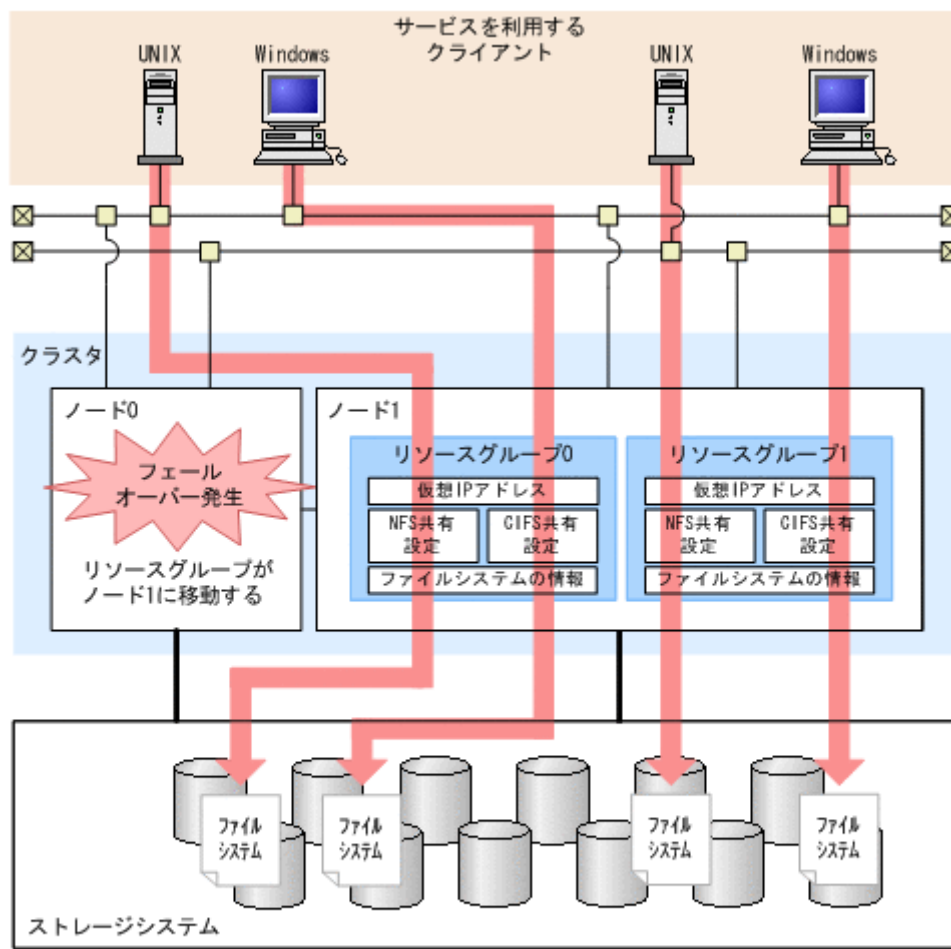 サービスを利用する
クライアント
UNIX
Windows
UNIX
Windows
クラスタ
ノード0
フェール
オーバー発生
リソースグループが
ノード1に移動する
ノード1
リソースグループ0
仮想IPアドレス
NFS共有
設定
CIFS共有
設定
ファイルシステムの情報
リソースグループ1
仮想IPアドレス
NFS共有
設定
CIFS共有
設定
ファイルシステムの情報
ファイル
システム
ファイル
システム
ファイル
システム
ファイル
システム
ストレージシステム